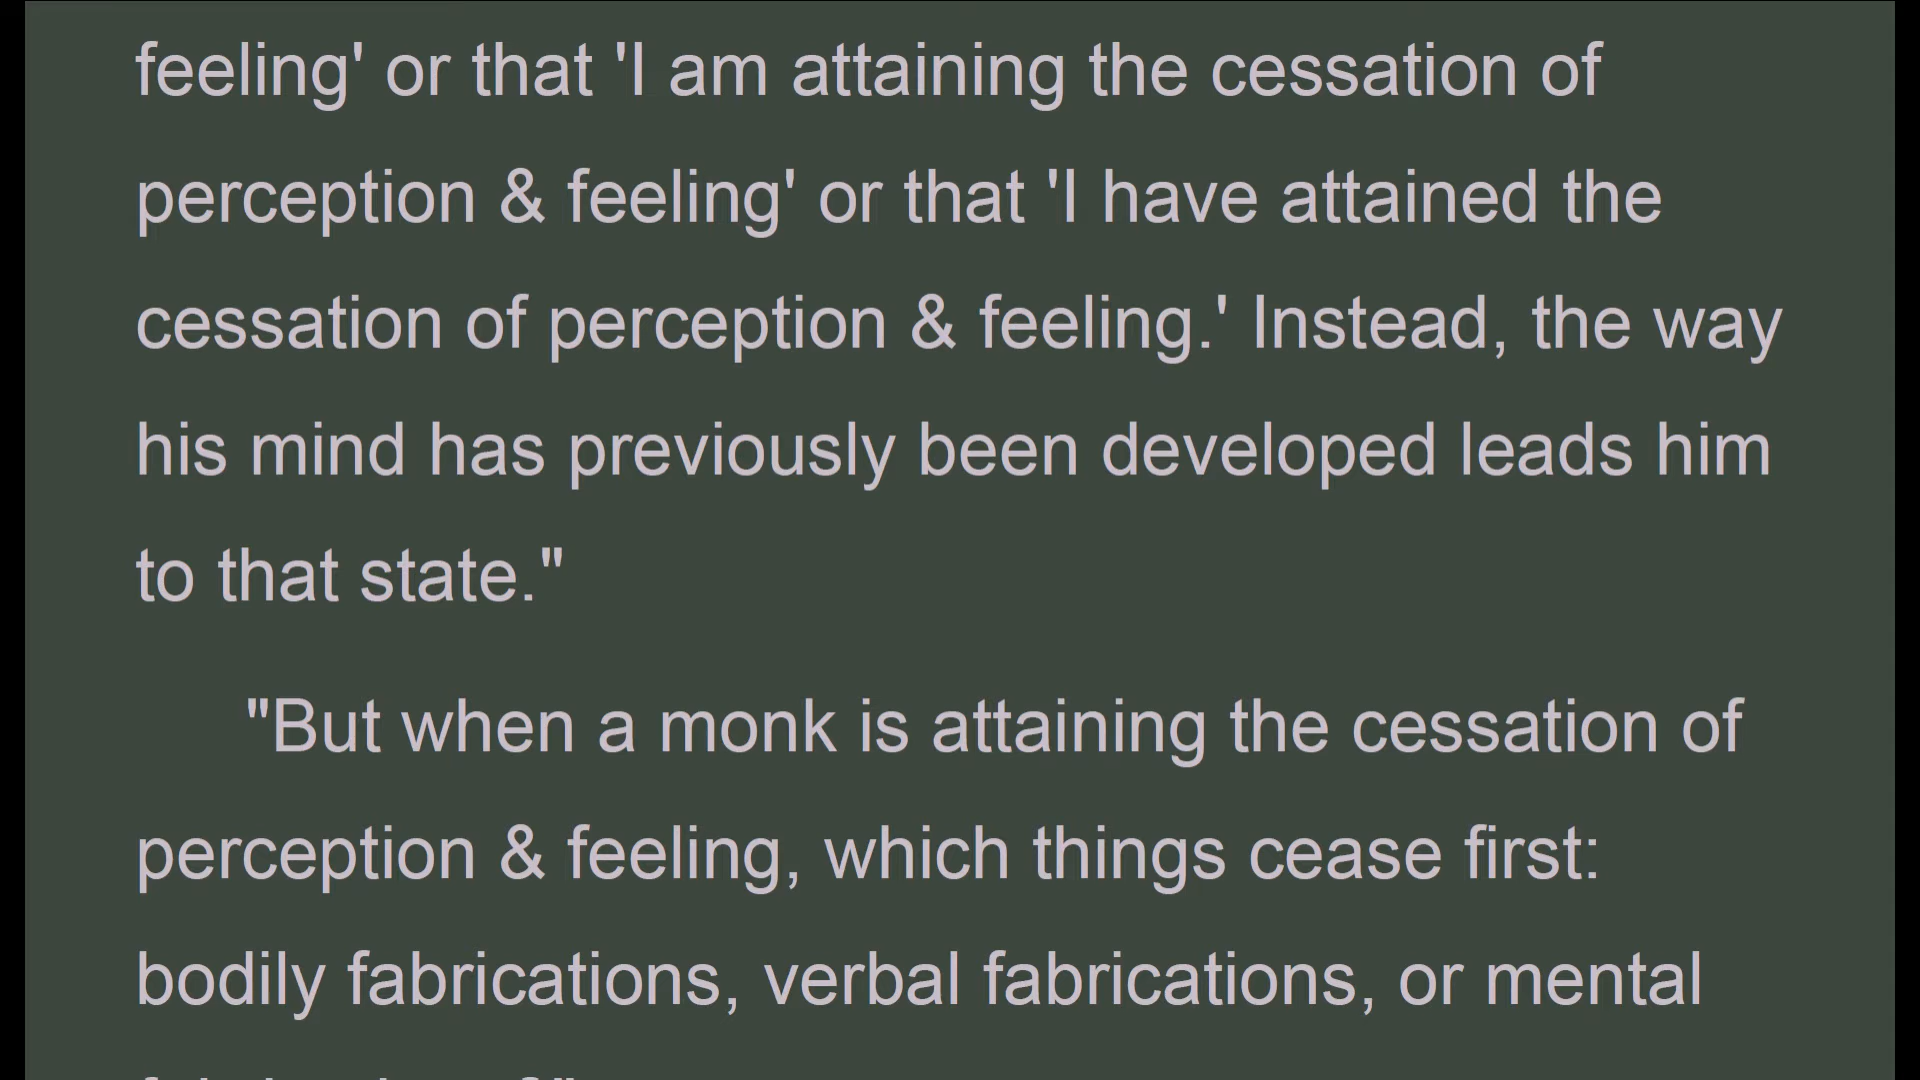 feeling' or that 'I am attaining the cessation of
perception & feeling' or that 'I have attained the
cessation of perception & feeling.' Instead, the way
his mind has previously been developed leads him
to that state."
"But when a monk is attaining the cessation of
perception & feeling, which things cease first:
bodily fabrications, verbal fabrications, or mental